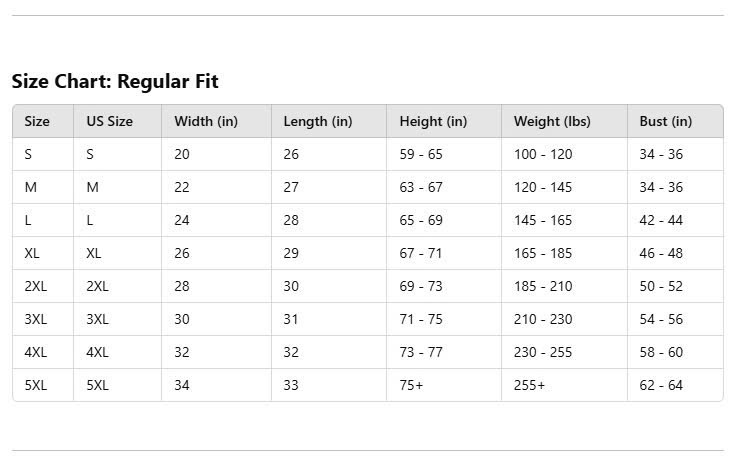 Size Chart: Regular Fit
Size US Size Width (in) Length (in) Height (in) Weight (lbs) Bust (in)
S S 20 26 59 - 65 100 - 120 34 - 36
M M 22 27 63 - 67 120 - 145 34 - 36
L L 24 28 65 - 69 145 - 165 42 - 44
XL XL 26 29 67 - 71 165 - 185 46 - 48
2XL 2XL 28 30 69 - 73 185 - 210 50 - 52
3XL 3XL 30 31 71 - 75 210 - 230 54 - 56
4XL 4XL 32 32 73 - 77 230 - 255 58 - 60
5XL 5XL 34 33 75+ 255+ 62 - 64